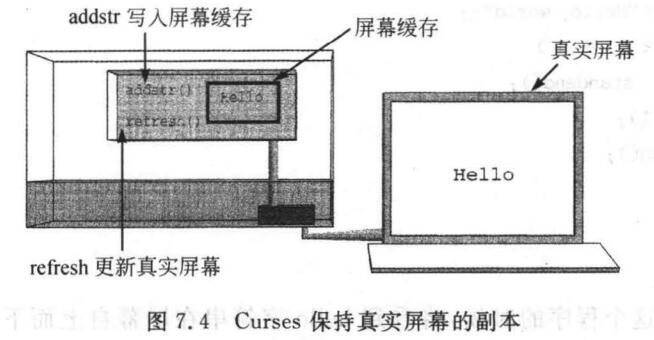 addstr 写入屏幕缓存
屏幕缓存
真实屏幕
addstr()
Hello
refresh()
Hello
refresh 更新真实屏幕
图 7.4 Curses 保持真实屏幕的副本